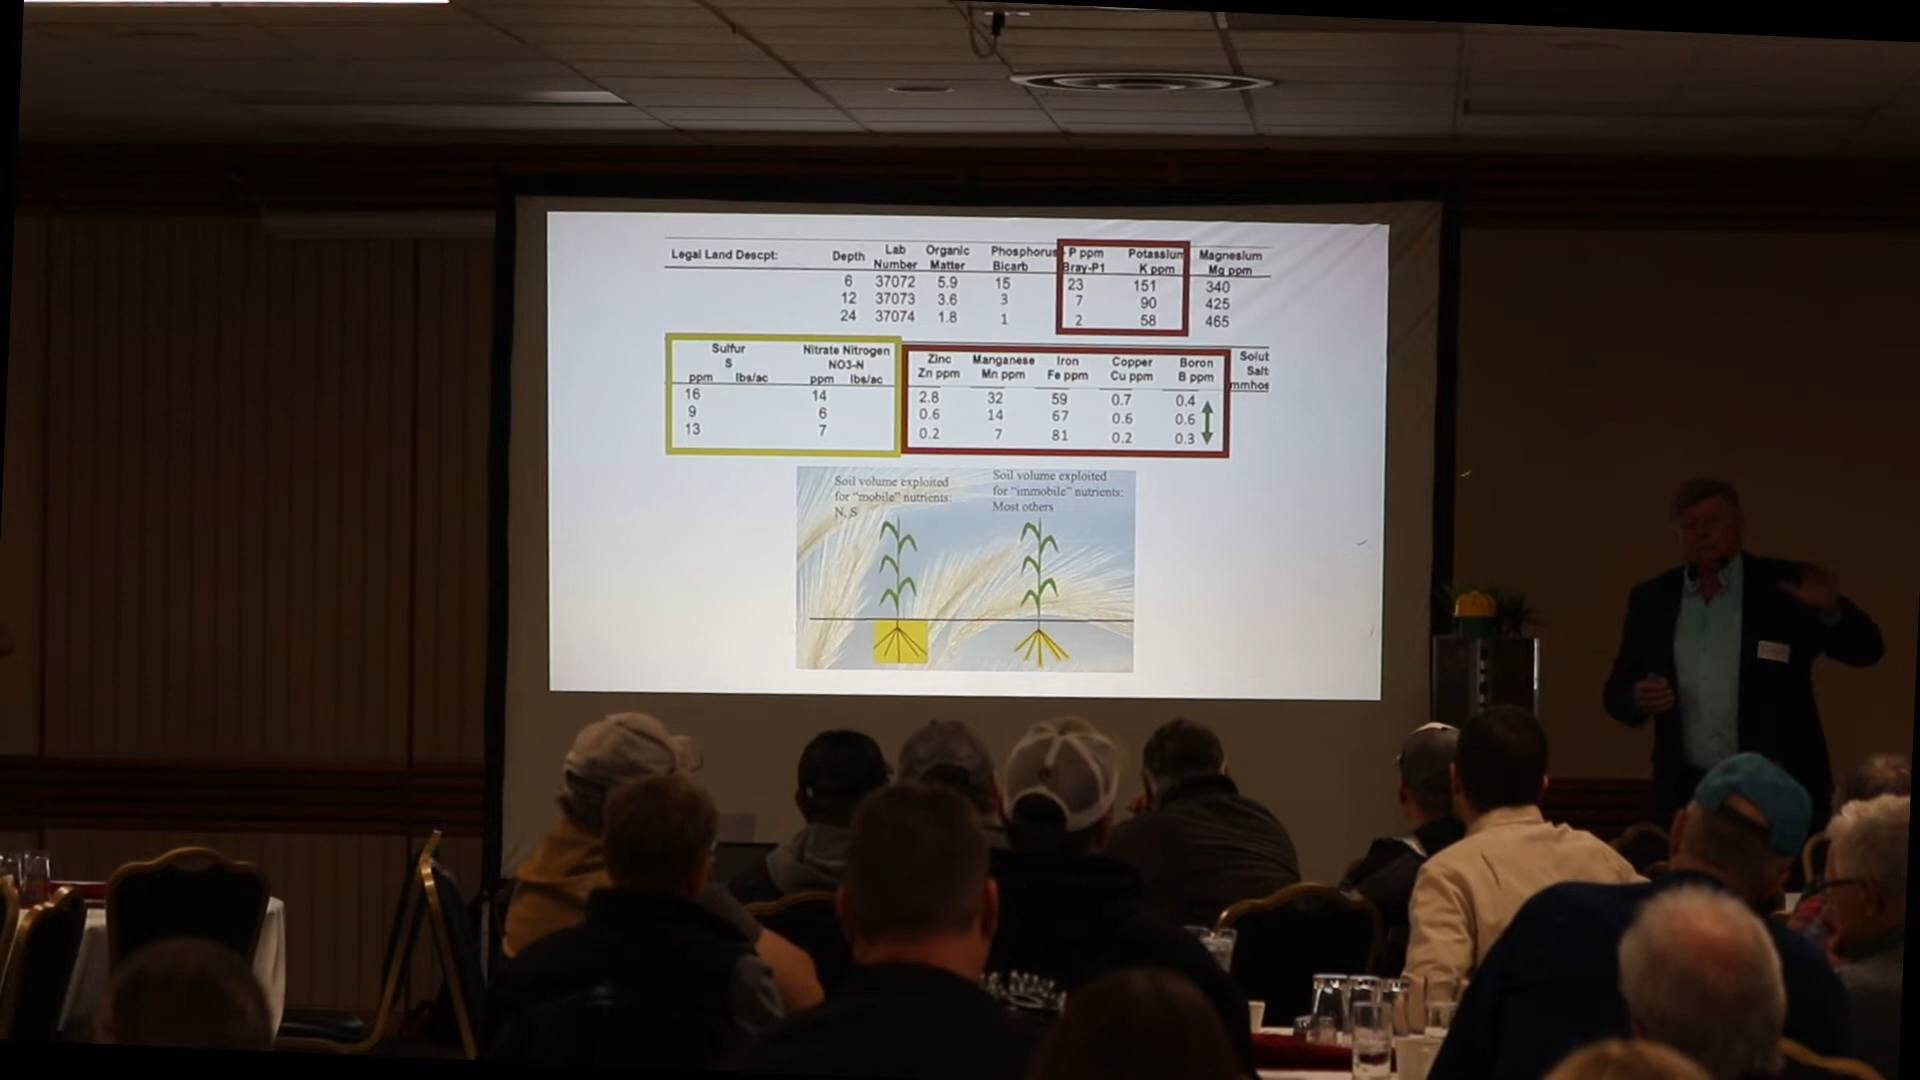 Legal Land Descpt: Depth Lab Number Organic Matter Phosphorus Bicarb P ppm Bray-P1 Potassium K ppm Magnesium Mg ppm
6 37072 5.9 15 23 151 340
12 37073 3.6 3 7 90 425
24 37074 1.8 1 2 58 465
Sulfur S ppm lbs/ac Nitrate Nitrogen NO3-N ppm lbs/ac Zinc Zn ppm Manganese Mn ppm Iron Fe ppm Copper Cu ppm Boron B ppm Solut Salt mmhos
16 14 2.8 32 59 0.7 0.4
9 6 0.6 14 67 0.6 0.6
13 7 0.2 7 81 0.2 0.3
Soil volume exploited
for "mobile" nutrients:
N, S
Soil volume exploited
for "immobile" nutrients:
Most others